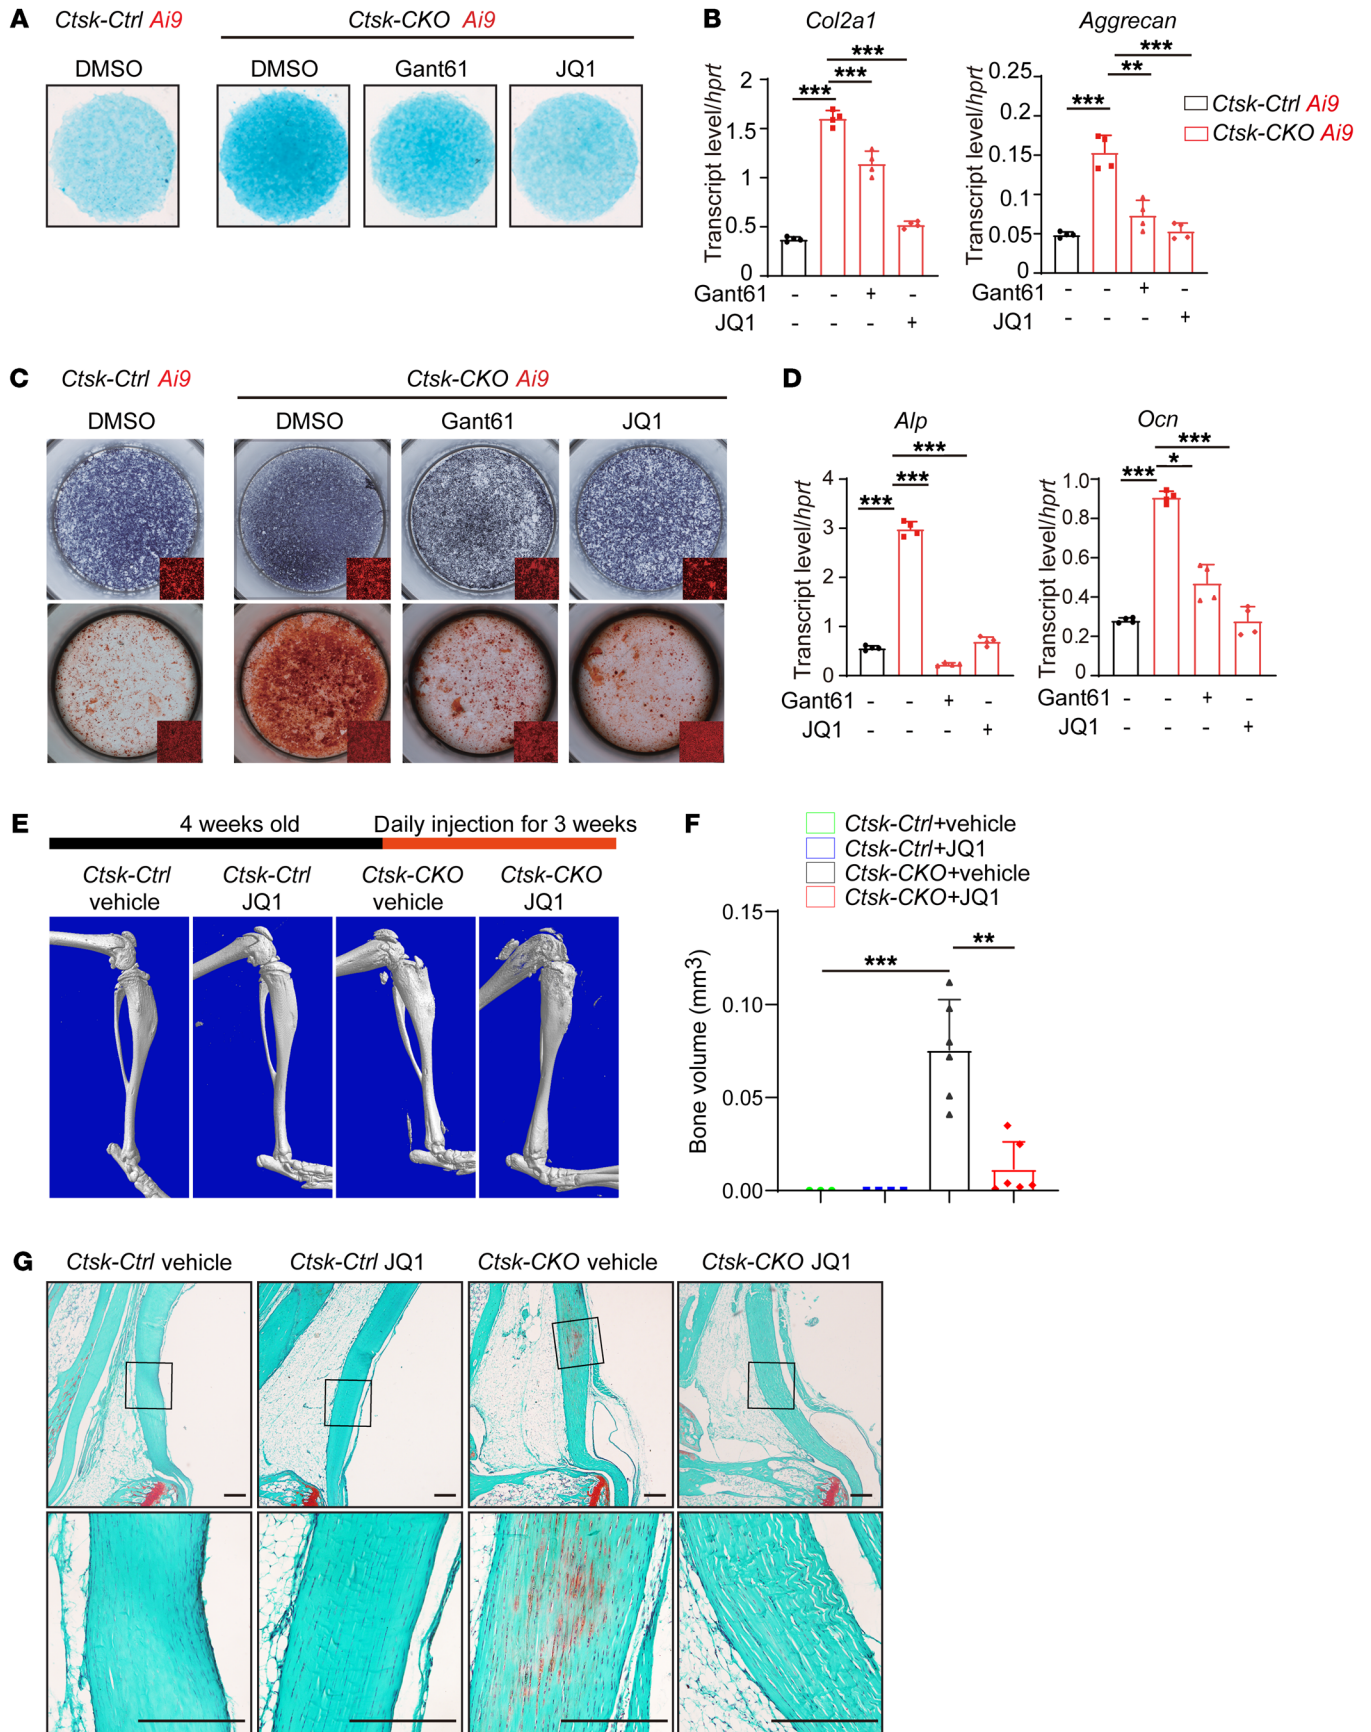 A
Ctsk-Ctrl Ai9
Ctsk-CKO Ai9
DMSO
DMSO
Gant61
JQ1
B
Col2a1
Aggrecan
***
***
***
***
**
***
Transcript level/hprt
2
1.5
1
0.5
0
Transcript level/hprt
0.25
0.2
0.15
0.1
0.05
0
Ctsk-Ctrl Ai9
Ctsk-CKO Ai9
Gant61 - - + -
JQ1 - - - +
Gant61 - - + -
JQ1 - - - +
C
Ctsk-Ctrl Ai9
Ctsk-CKO Ai9
DMSO
DMSO
Gant61
JQ1
D
Alp
Ocn
***
***
***
***
*
***
Transcript level/hprt
4
3
2
1
0
Transcript level/hprt
1.0
0.8
0.6
0.4
0.2
0
Gant61 - - + -
JQ1 - - - +
Gant61 - - + -
JQ1 - - - +
E
4 weeks old
Daily injection for 3 weeks
Ctsk-Ctrl
vehicle
Ctsk-Ctrl
JQ1
Ctsk-CKO
vehicle
Ctsk-CKO
JQ1
F
Ctsk-Ctrl+vehicle
Ctsk-Ctrl+JQ1
Ctsk-CKO+vehicle
Ctsk-CKO+JQ1
***
**
Bone volume (mm3)
0.15
0.10
0.05
0.00
G
Ctsk-Ctrl vehicle
Ctsk-Ctrl JQ1
Ctsk-CKO vehicle
Ctsk-CKO JQ1